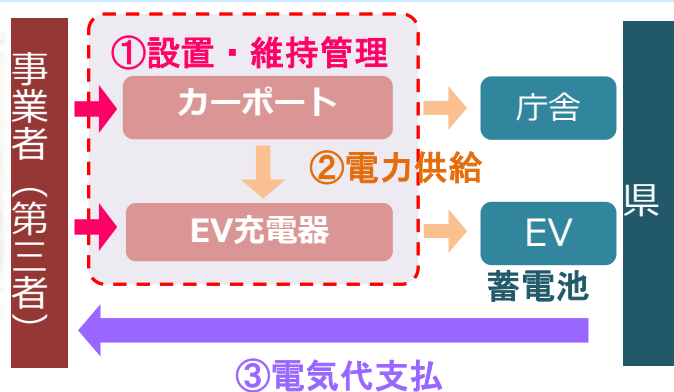 事業者（第三者）
①設置・維持管理
カーポート
庁舎
②電力供給
県
EV充電器
EV
蓄電池
③電気代支払